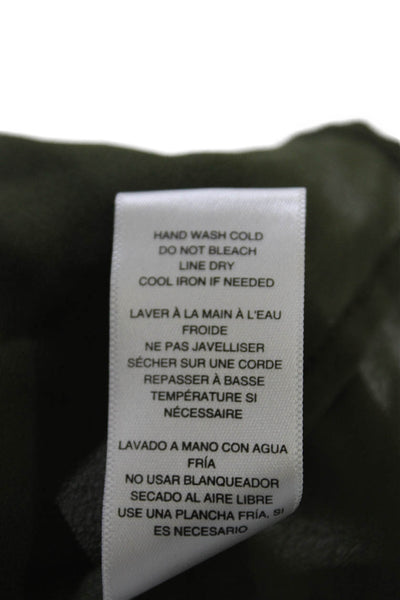 HAND WASH COLD
DO NOT BLEACH
LINE DRY
COOL IRON IF NEEDED
LAVER À LA MAIN À L'EAU
FROIDE
NE PAS JAVELLISER
SÉCHER SUR UNE CORDE
REPASSER À BASSE
TEMPÉRATURE SI
NÉCESSAIRE
LAVADO A MANO CON AGUA
FRÍA
NO USAR BLANQUEADOR
SECADO AL AIRE LIBRE
USE UNA PLANCHA FRÍA, SI
ES NECESARIO